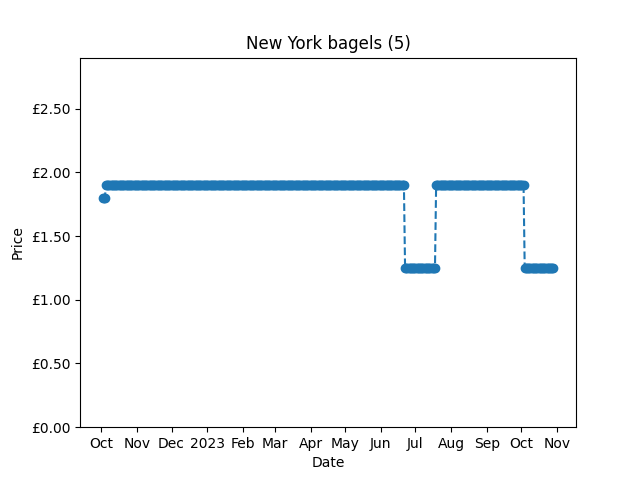 New York bagels (5)
£2.50
£2.00
£1.50
£1.00
£0.50
£0.00
Price
Oct Nov Dec 2023 Feb Mar Apr May Jun Jul Aug Sep Oct Nov
Date